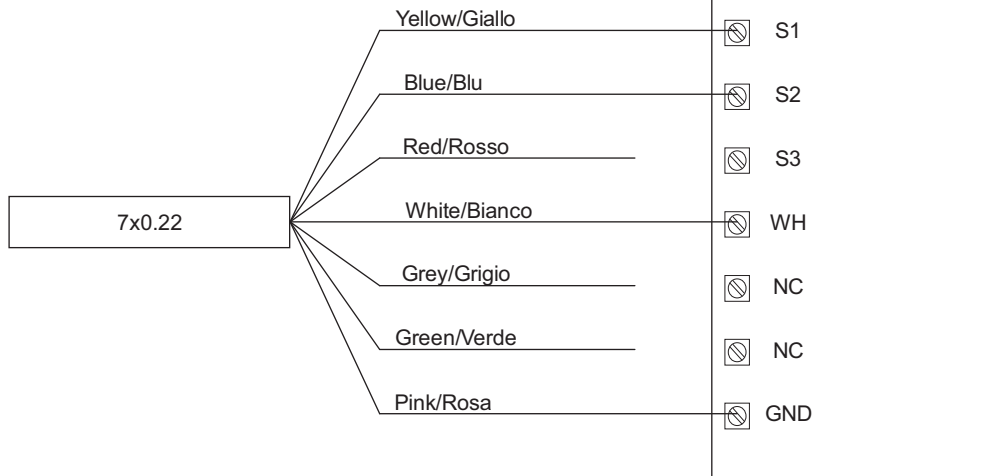 Yellow/Giallo
S1
Blue/Blu
S2
Red/Rosso
S3
7x0.22
White/Bianco
WH
Grey/Grigio
NC
Green/Verde
NC
Pink/Rosa
GND